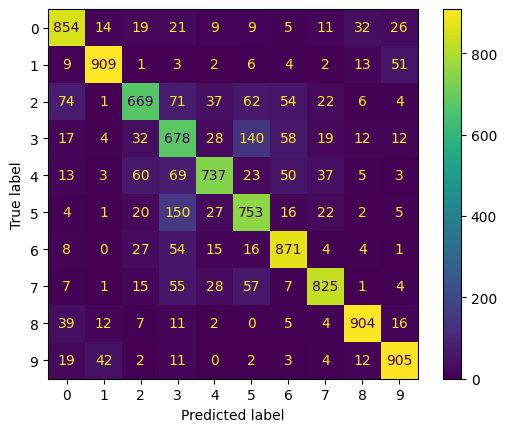 0 854 14 19 21 9 9 5 11 32 26
1 9 909 1 3 2 6 4 2 13 51
2 74 1 669 71 37 62 54 22 6 4
3 17 4 32 678 28 140 58 19 12 12
4 13 3 60 69 737 23 50 37 5 3
5 4 1 20 150 27 753 16 22 2 5
6 8 0 27 54 15 16 871 4 4 1
7 7 1 15 55 28 57 7 825 1 4
8 39 12 7 11 2 0 5 4 904 16
9 19 42 2 11 0 2 3 4 12 905
0 1 2 3 4 5 6 7 8 9
Predicted label
True label
800
600
400
200
0